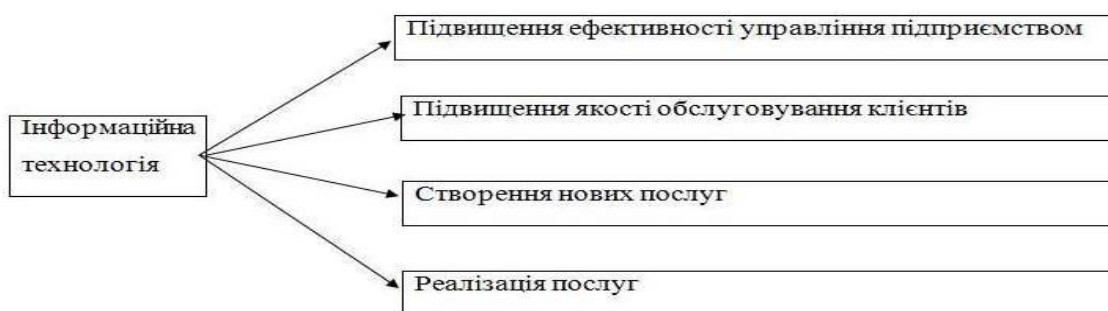 Підвищення ефективності управління підприємством
Підвищення якості обслуговування клієнтів
Інформаційна
технологія
Створення нових послуг
Реалізація послуг